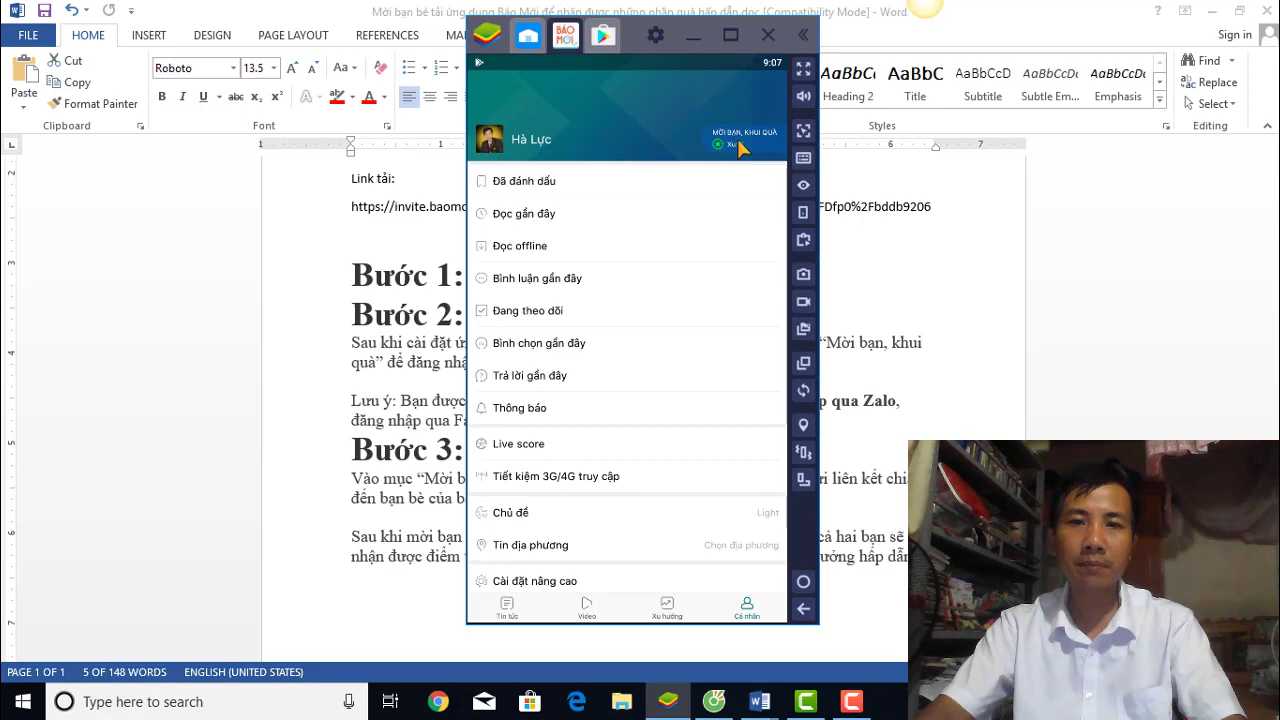 Mời bạn bè tải ứng dụng Báo Mới để nhận được những nhận quà hấp dẫn.doc [Compatibility Mode] - Word
FILE HOME INSERT DESIGN PAGE LAYOUT REFERENCES
Sign in
Paste
Cut
Copy
Format Painter
Clipboard
Roboto 13.5
Font
AaBbCc AaBbC AaBbCcD AaBbCcDd
Heading 2 Title Subtitle Subtle Em...
Styles
Find
Replace
Select
Editing
BÁO MỚI
9:07
Hà Lực
MỜI BẠN, KHUI QUÀ
Đã đánh dấu
Đọc gần đây
Đọc offline
Bình luận gần đây
Đang theo dõi
Bình chọn gần đây
Trả lời gần đây
Thông báo
Live score
Tiết kiệm 3G/4G truy cập
Chủ đề Light
Tin địa phương Chọn địa phương
Cài đặt nâng cao
Tin tức Video Xu hướng Cá nhân
Link tải:
https://invite.baomo FDfp0%2Fbddb9206
Bước 1:
Bước 2:
Sau khi cài đặt ứ “Mời bạn, khui
quà” để đăng nhậ
Lưu ý: Bạn được p qua Zalo,
đăng nhập qua Fa
Bước 3:
Vào mục “Mời b ri liên kết chia
đến bạn bè của b
Sau khi mời bạn cả hai bạn sẽ
nhận được điểm t ưởng hấp dẫn
PAGE 1 OF 1 5 OF 148 WORDS ENGLISH (UNITED STATES)
Type here to search